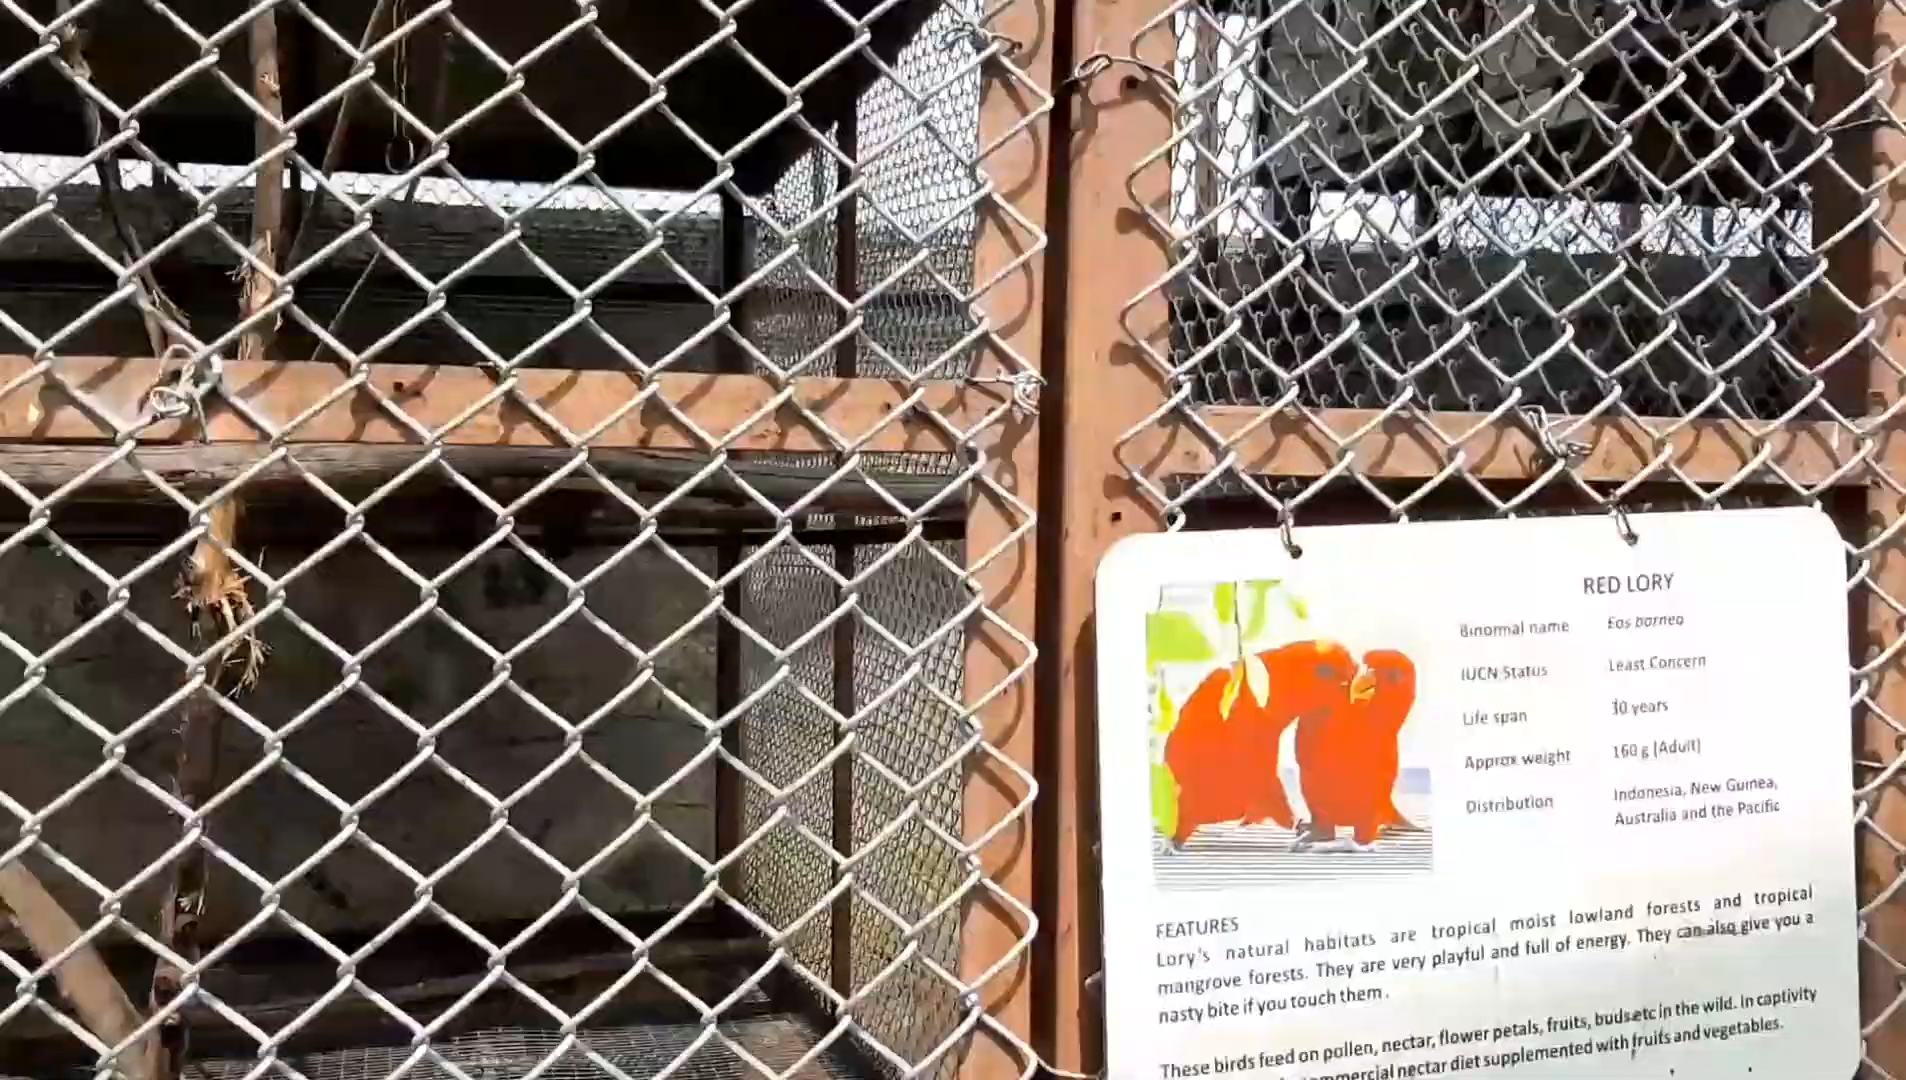 RED LORY
Binormal name Eos bornea
IUCN Status Least Concern
Life span 10 years
Approx weight 160 g (Adult)
Distribution Indonesia, New Guinea,
Australia and the Pacific
FEATURES
Lory's natural habitats are tropical moist lowland forests and tropical
mangrove forests. They are very playful and full of energy. They can also give you a
nasty bite if you touch them.
These birds feed on pollen, nectar, flower petals, fruits, buds etc in the wild. In captivity
commercial nectar diet supplemented with fruits and vegetables.